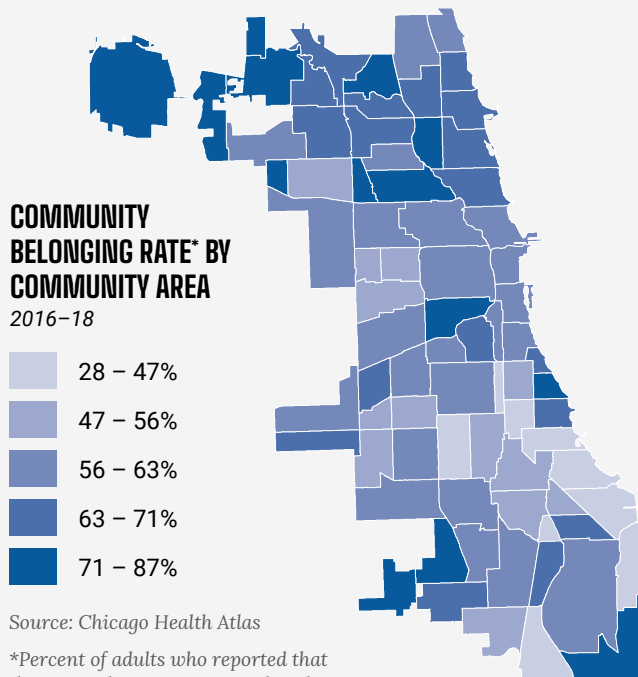 COMMUNITY
BELONGING RATE* BY
COMMUNITY AREA
2016–18
28 – 47%
47 – 56%
56 – 63%
63 – 71%
71 – 87%
Source: Chicago Health Atlas
*Percent of adults who reported that